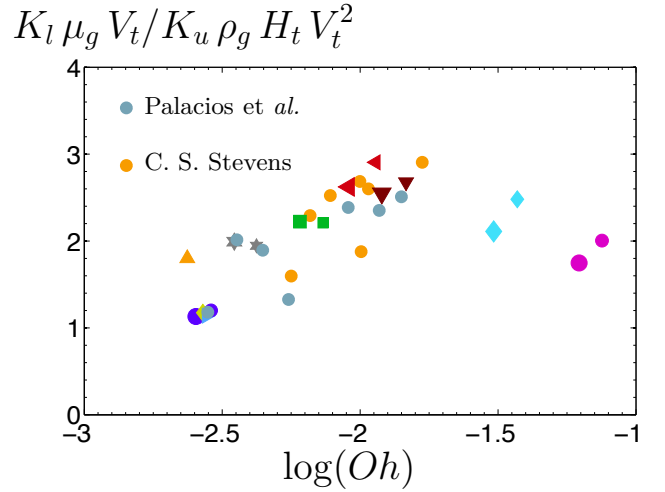 K_l μ_g V_t/K_u ρ_g H_t V_t^2
4
Palacios et al.
3
C. S. Stevens
2
1
0
−3 −2.5 −2 −1.5 −1
log(Oh)